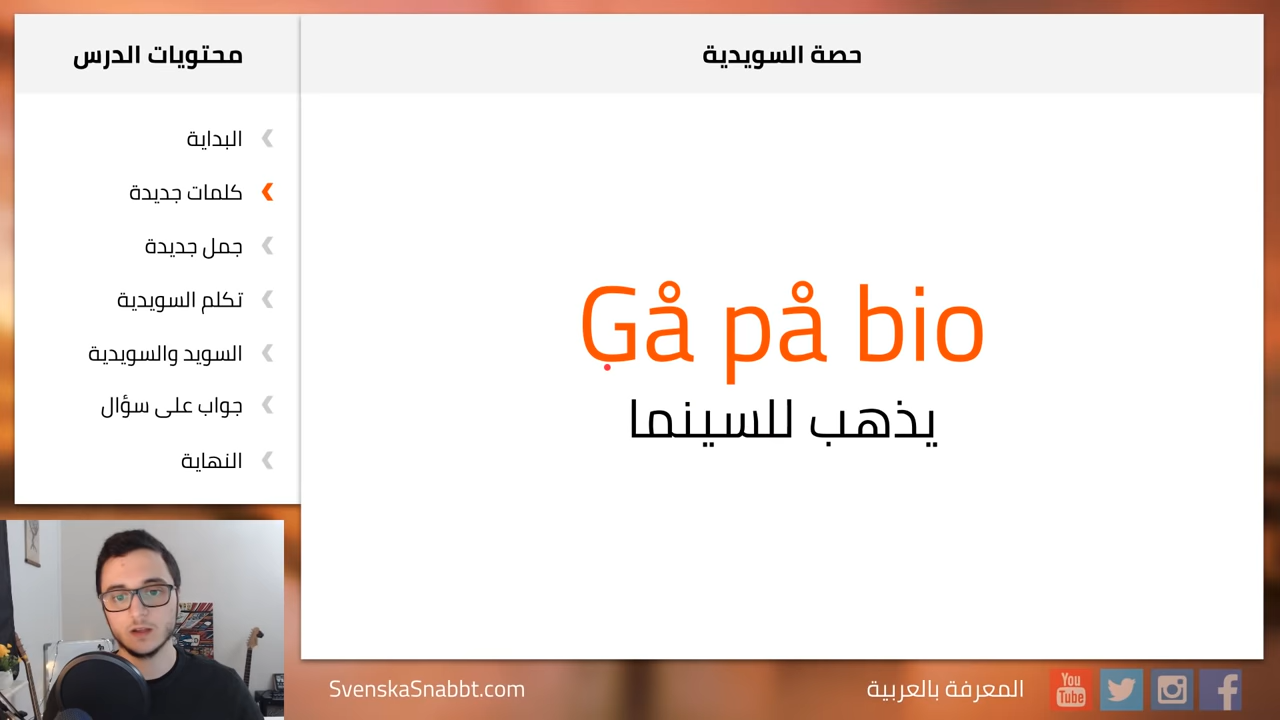 محتويات الدرس
البداية
كلمات جديدة
جمل جديدة
تكلم السويدية
السويد والسويدية
جواب على سؤال
النهاية
حصة السويدية
Gå på bio
يذهب للسينما
SvenskaSnabbt.com
المعرفة بالعربية
You
Tube